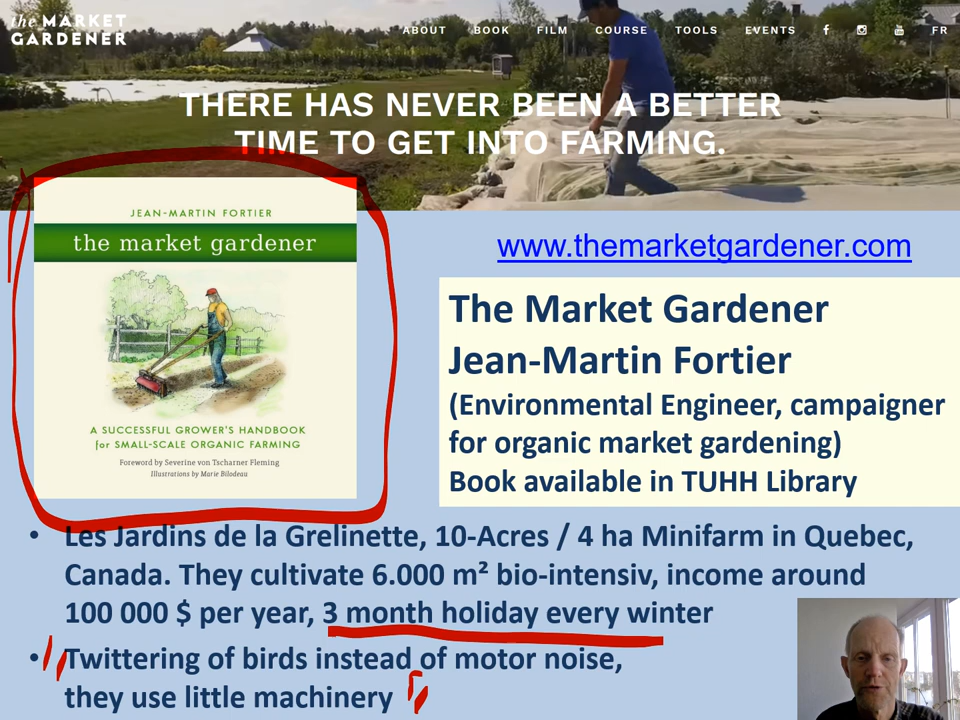 the MARKET
GARDENER
ABOUT BOOK FILM COURSE TOOLS EVENTS FR
THERE HAS NEVER BEEN A BETTER
TIME TO GET INTO FARMING.
JEAN-MARTIN FORTIER
the market gardener
A SUCCESSFUL GROWER'S HANDBOOK
for SMALL-SCALE ORGANIC FARMING
Foreword by Severine von Tscharner Fleming
Illustrations by Marie Bilodeau
www.themarketgardener.com
The Market Gardener
Jean-Martin Fortier
(Environmental Engineer, campaigner
for organic market gardening)
Book available in TUHH Library
• Les Jardins de la Grelinette, 10-Acres / 4 ha Minifarm in Quebec,
Canada. They cultivate 6.000 m² bio-intensiv, income around
100 000 $ per year, 3 month holiday every winter
• Twittering of birds instead of motor noise,
they use little machinery